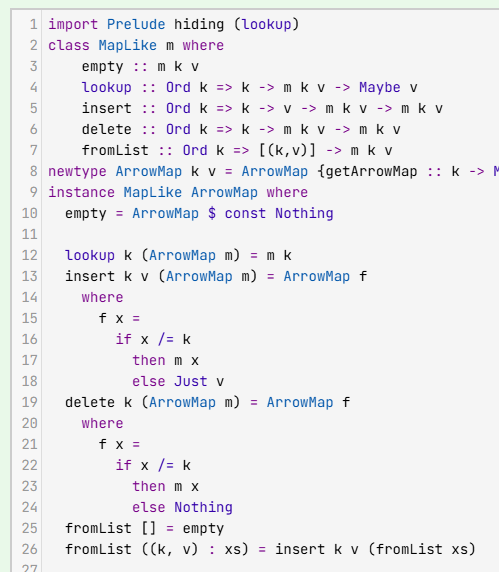 1 import Prelude hiding (lookup)
2 class MapLike m where
3     empty :: m k v
4     lookup :: Ord k => k -> m k v -> Maybe v
5     insert :: Ord k => k -> v -> m k v -> m k v
6     delete :: Ord k => k -> m k v -> m k v
7     fromList :: Ord k => [(k,v)] -> m k v
8 newtype ArrowMap k v = ArrowMap {getArrowMap :: k -> M
9 instance MapLike ArrowMap where
10   empty = ArrowMap $ const Nothing
11
12   lookup k (ArrowMap m) = m k
13   insert k v (ArrowMap m) = ArrowMap f
14     where
15       f x =
16         if x /= k
17           then m x
18           else Just v
19   delete k (ArrowMap m) = ArrowMap f
20     where
21       f x =
22         if x /= k
23           then m x
24           else Nothing
25   fromList [] = empty
26   fromList ((k, v) : xs) = insert k v (fromList xs)
27